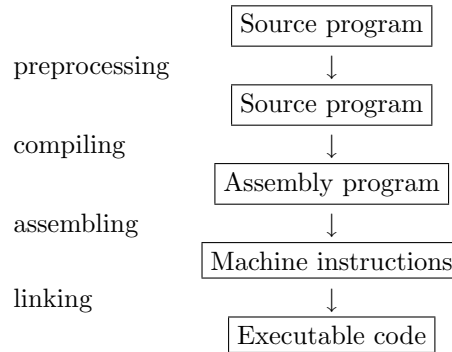 Source program
preprocessing ↓
Source program
compiling ↓
Assembly program
assembling ↓
Machine instructions
linking ↓
Executable code